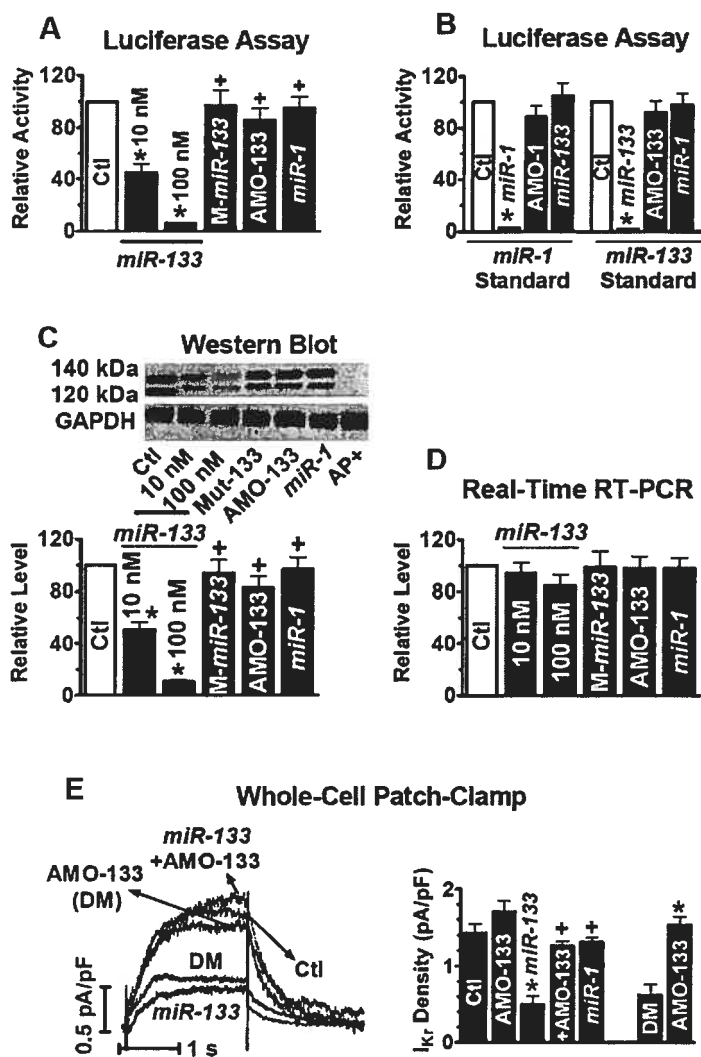 A
Luciferase Assay
Relative Activity
120
80
40
0
Ctl
*10 nM
*100 nM
+
M-miR-133
+
AMO-133
+
miR-1
miR-133
B
Luciferase Assay
Relative Activity
120
80
40
0
Ctl
* miR-1
AMO-1
miR-133
Ctl
* miR-133
AMO-133
miR-1
miR-1
Standard
miR-133
Standard
C
Western Blot
140 kDa
120 kDa
GAPDH
Ctl
10 nM
100 nM
Mut-133
AMO-133
miR-1
AP+
miR-133
Relative Level
120
80
40
0
Ctl
10 nM
*
*100 nM
+
M-miR-133
+
AMO-133
+
miR-1
D
Real-Time RT-PCR
Relative Level
120
80
40
0
miR-133
Ctl
10 nM
100 nM
M-miR-133
AMO-133
miR-1
E
Whole-Cell Patch-Clamp
miR-133
+AMO-133
AMO-133
(DM)
Ctl
DM
miR-133
0.5 pA/pF
1 s
IKr Density (pA/pF)
2
1
0
Ctl
AMO-133
* miR-133
+
+AMO-133
+
miR-1
DM
*
AMO-133